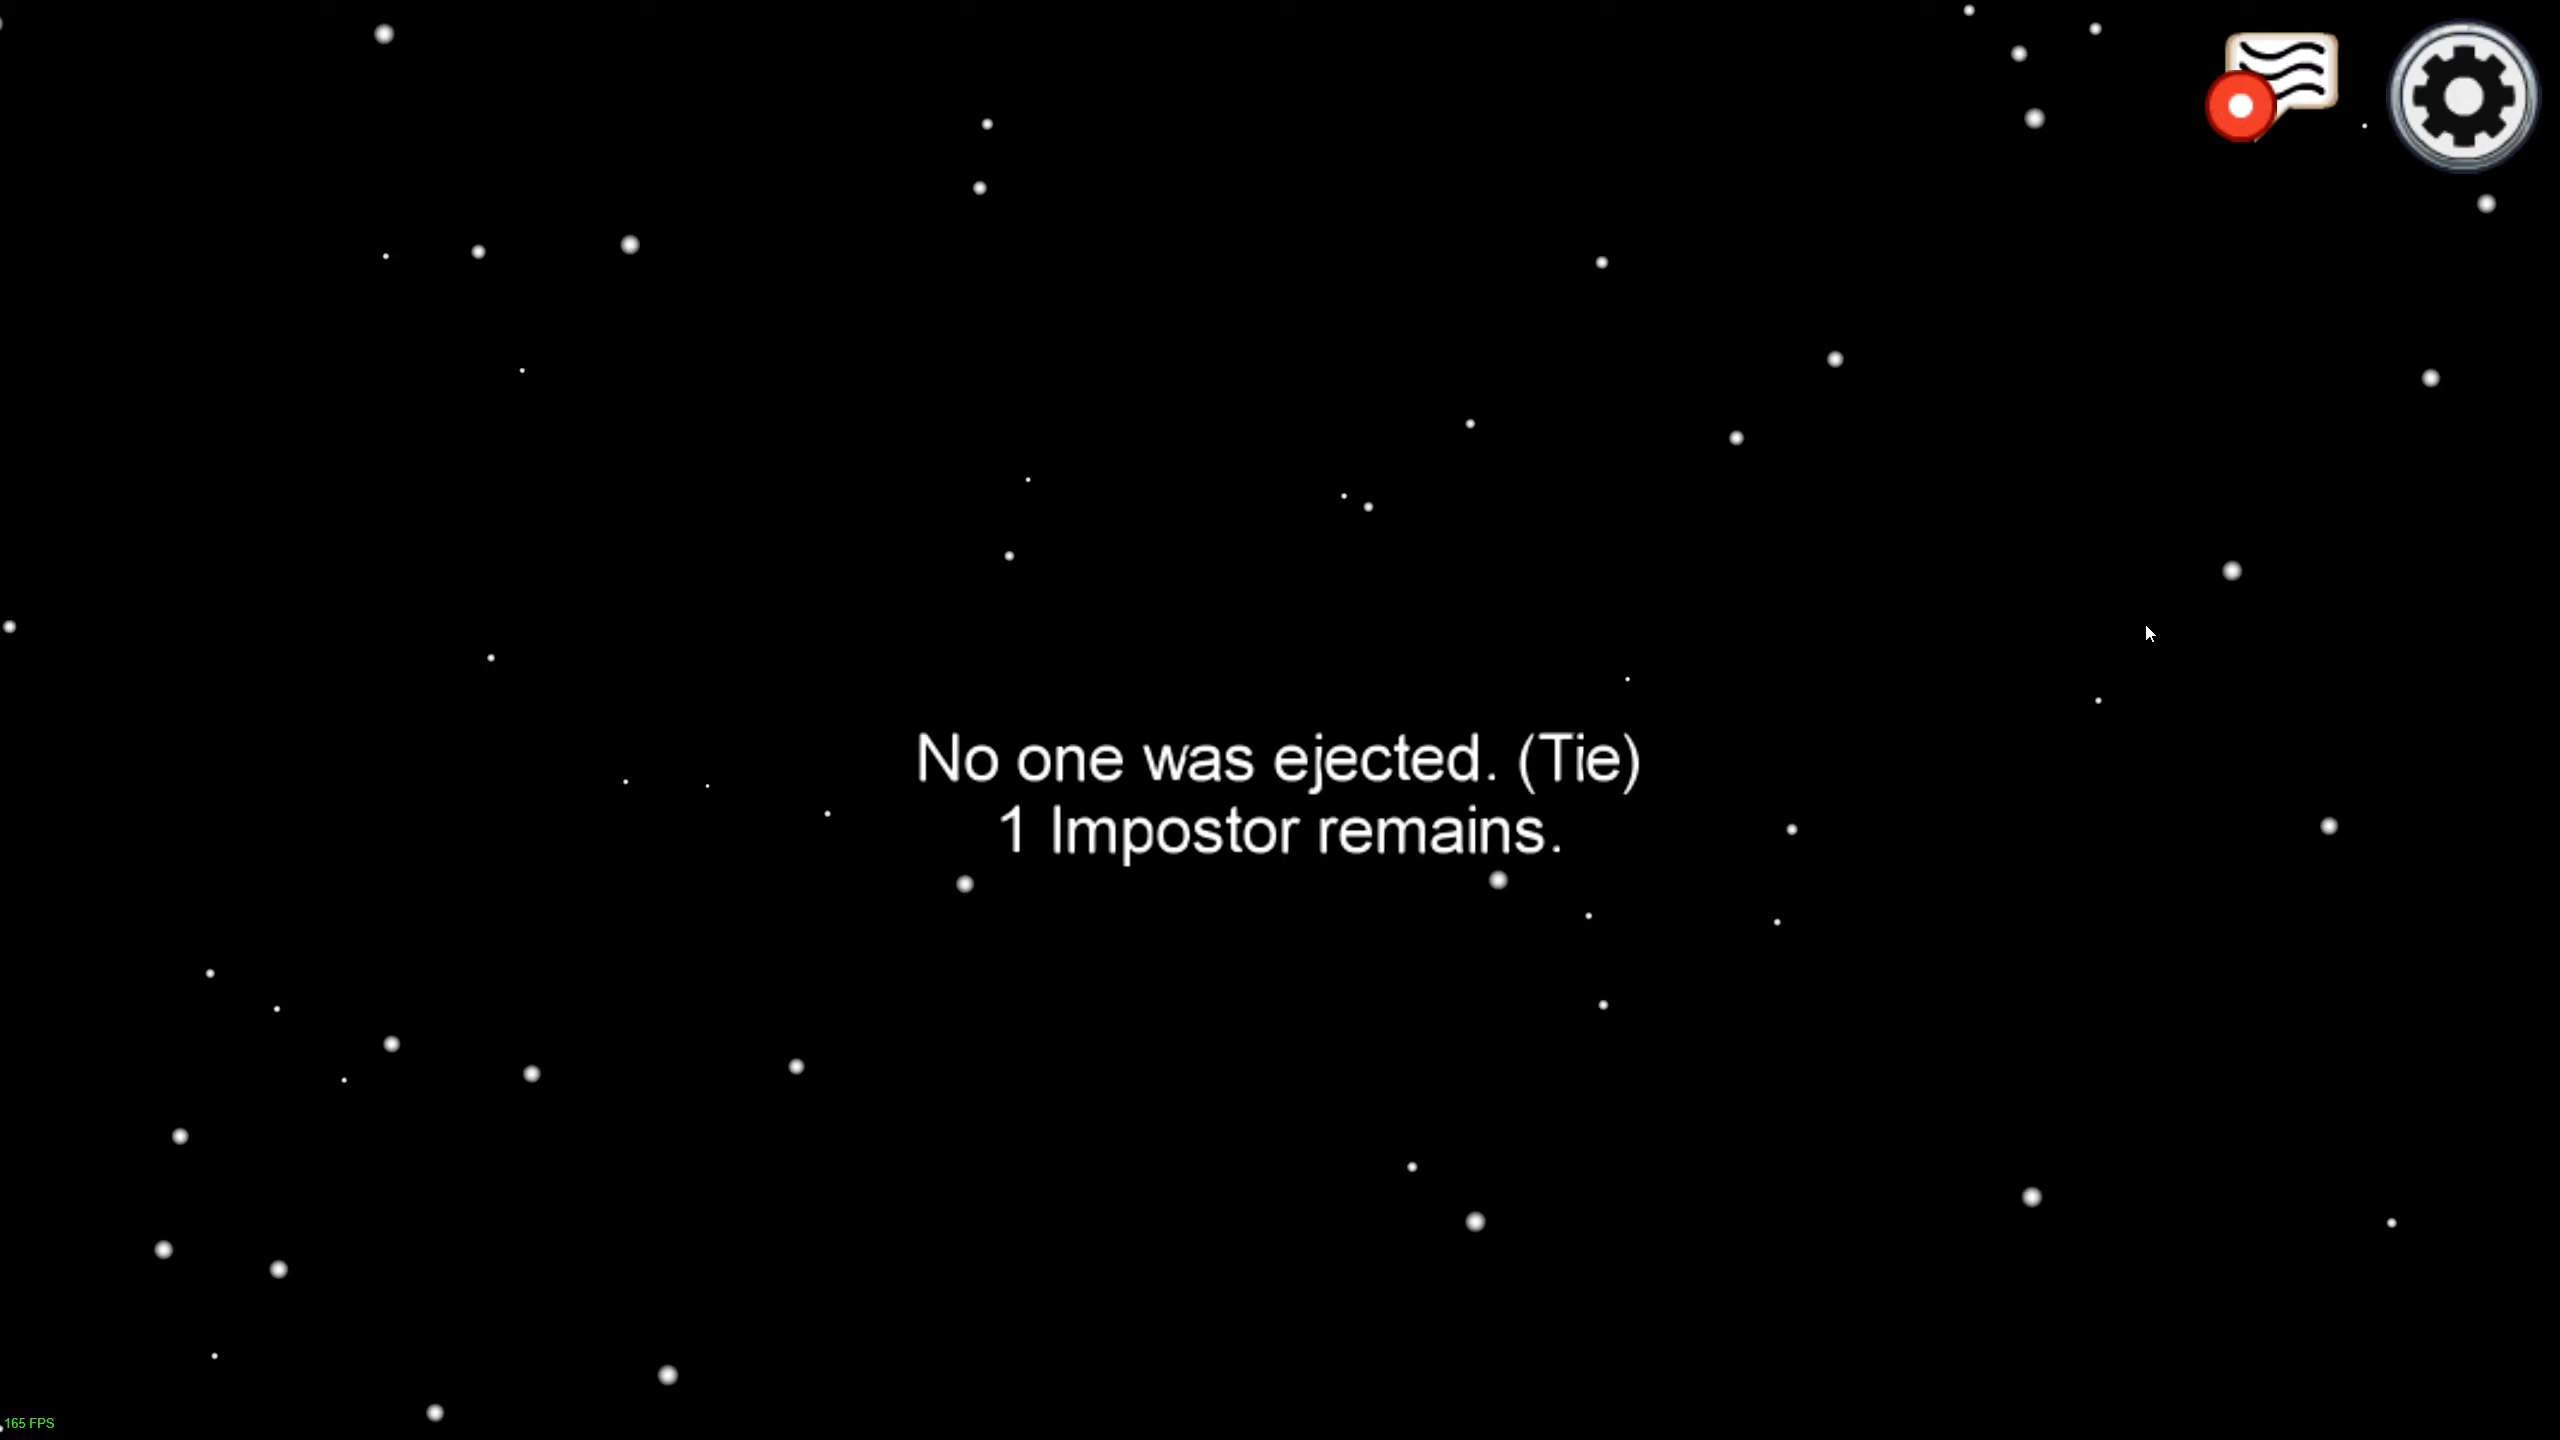 No one was ejected. (Tie)
1 Impostor remains.
165 FPS